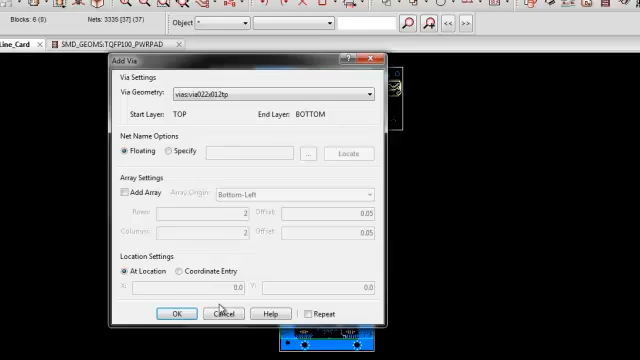 Blocks: 6 (0)
Nets: 3335 [37] (37)
Object
*
<<
>>
Line_Card
SMD_GEOMS:TQFP100_PWRPAD
Add Via
Via Settings
Via Geometry:
vias:via022x012tp
Start Layer:
TOP
End Layer:
BOTTOM
Net Name Options
Floating
Specify
...
Locate
Array Settings
Add Array
Array Origin:
Bottom-Left
Rows:
2
Offset:
0.05
Columns:
2
Offset:
0.05
Location Settings
At Location
Coordinate Entry
X:
0.0
Y:
0.0
OK
Cancel
Help
Repeat